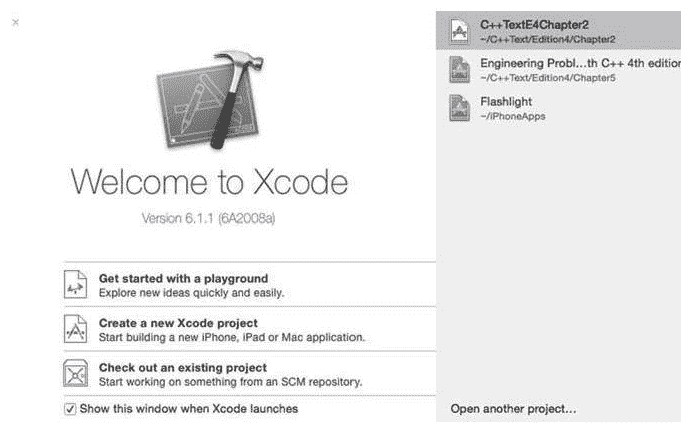 Welcome to Xcode
Version 6.1.1 (6A2008a)
Get started with a playground
Explore new ideas quickly and easily.
Create a new Xcode project
Start building a new iPhone, iPad or Mac application.
Check out an existing project
Start working on something from an SCM repository.
Show this window when Xcode launches
C++TextE4Chapter2
~/C++Text/Edition4/Chapter2
Engineering Probl...th C++ 4th edition
~/C++Text/Edition4/Chapter5
Flashlight
~/iPhoneApps
Open another project...